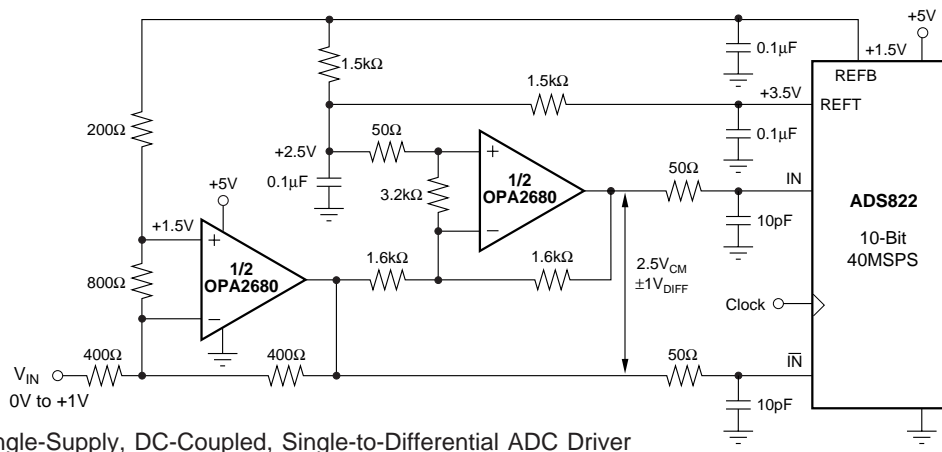 +5V
+1.5V
0.1µF
REFB
1.5kΩ
1.5kΩ
+3.5V
REFT
200Ω
50Ω
0.1µF
+2.5V
+
0.1µF
1/2
OPA2680
50Ω
IN
3.2kΩ
–
ADS822
+5V
10pF
10-Bit
40MSPS
+1.5V
+
1.6kΩ
1.6kΩ
2.5VCM
±1VDIFF
800Ω
1/2
OPA2680
–
Clock
400Ω
400Ω
50Ω
VIN
IN
0V to +1V
10pF
ngle-Supply, DC-Coupled, Single-to-Differential ADC Driver